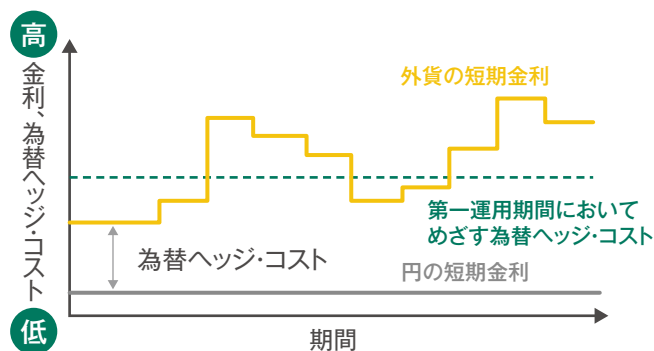 高
金利、為替ヘッジ・コスト
低
外貨の短期金利
第一運用期間において
めざす為替ヘッジ・コスト
為替ヘッジ・コスト
円の短期金利
期間